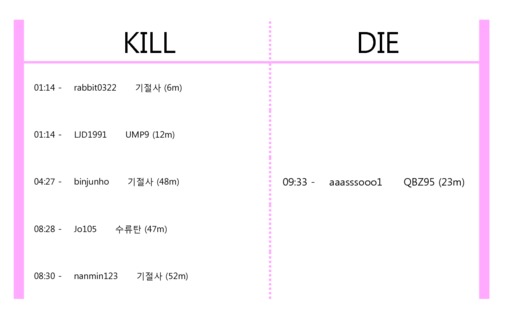 KILL
DIE
01:14 - rabbit0322 기절사 (6m)
01:14 - LJD1991 UMP9 (12m)
04:27 - binjunho 기절사 (48m)
09:33 - aaasssooo1 QBZ95 (23m)
08:28 - Jo105 수류탄 (47m)
08:30 - nanmin123 기절사 (52m)